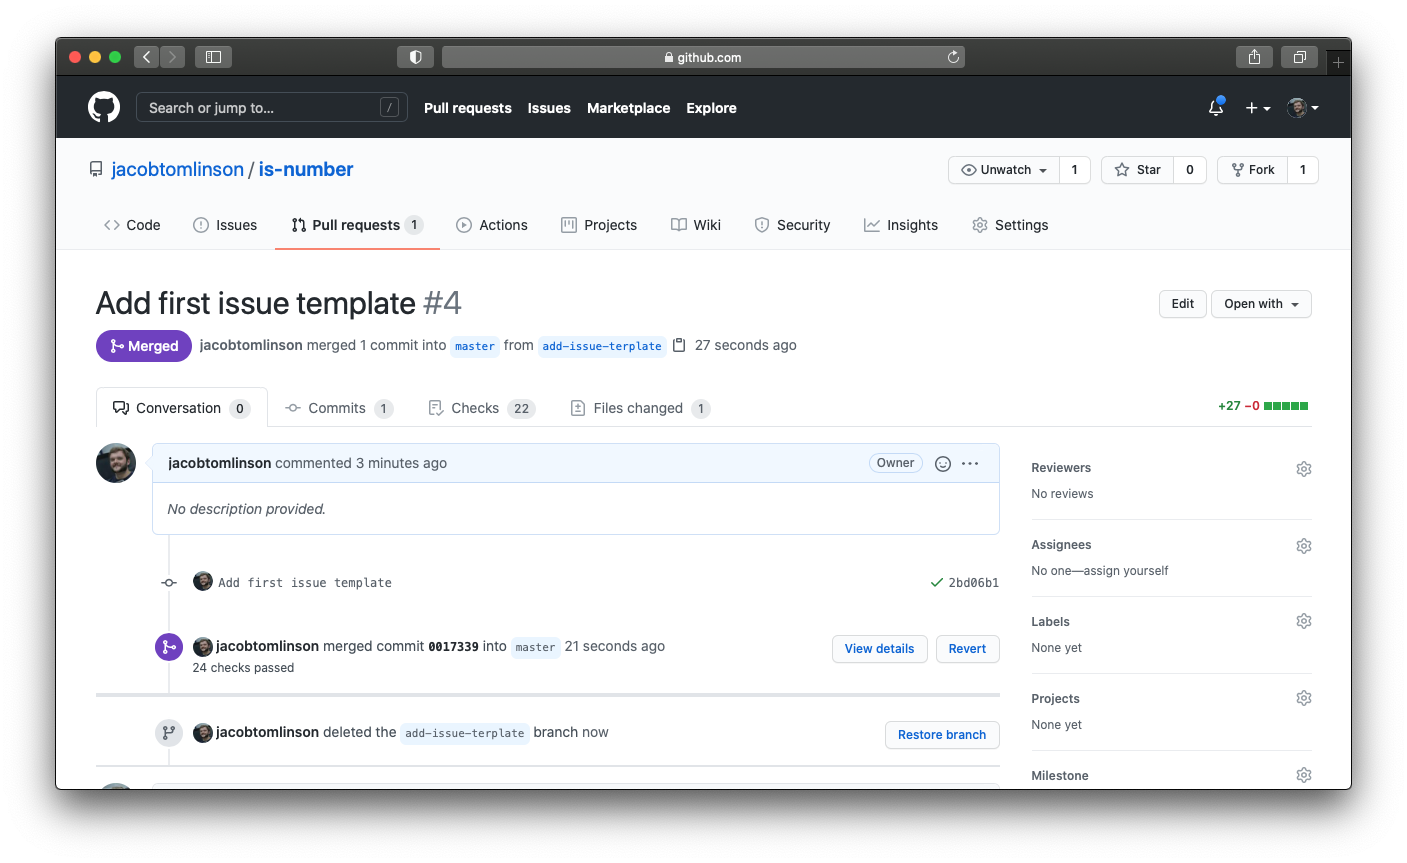 github.com
Search or jump to... /
Pull requests Issues Marketplace Explore
jacobtomlinson / is-number
Unwatch 1 Star 0 Fork 1
Code Issues Pull requests 1 Actions Projects Wiki Security Insights Settings
Add first issue template #4
Edit Open with
Merged jacobtomlinson merged 1 commit into master from add-issue-terplate 27 seconds ago
Conversation 0 Commits 1 Checks 22 Files changed 1
+27 −0
jacobtomlinson commented 3 minutes ago Owner
No description provided.
Add first issue template 2bd06b1
jacobtomlinson merged commit 0017339 into master 21 seconds ago
24 checks passed
View details Revert
jacobtomlinson deleted the add-issue-terplate branch now
Restore branch
Reviewers
No reviews
Assignees
No one—assign yourself
Labels
None yet
Projects
None yet
Milestone